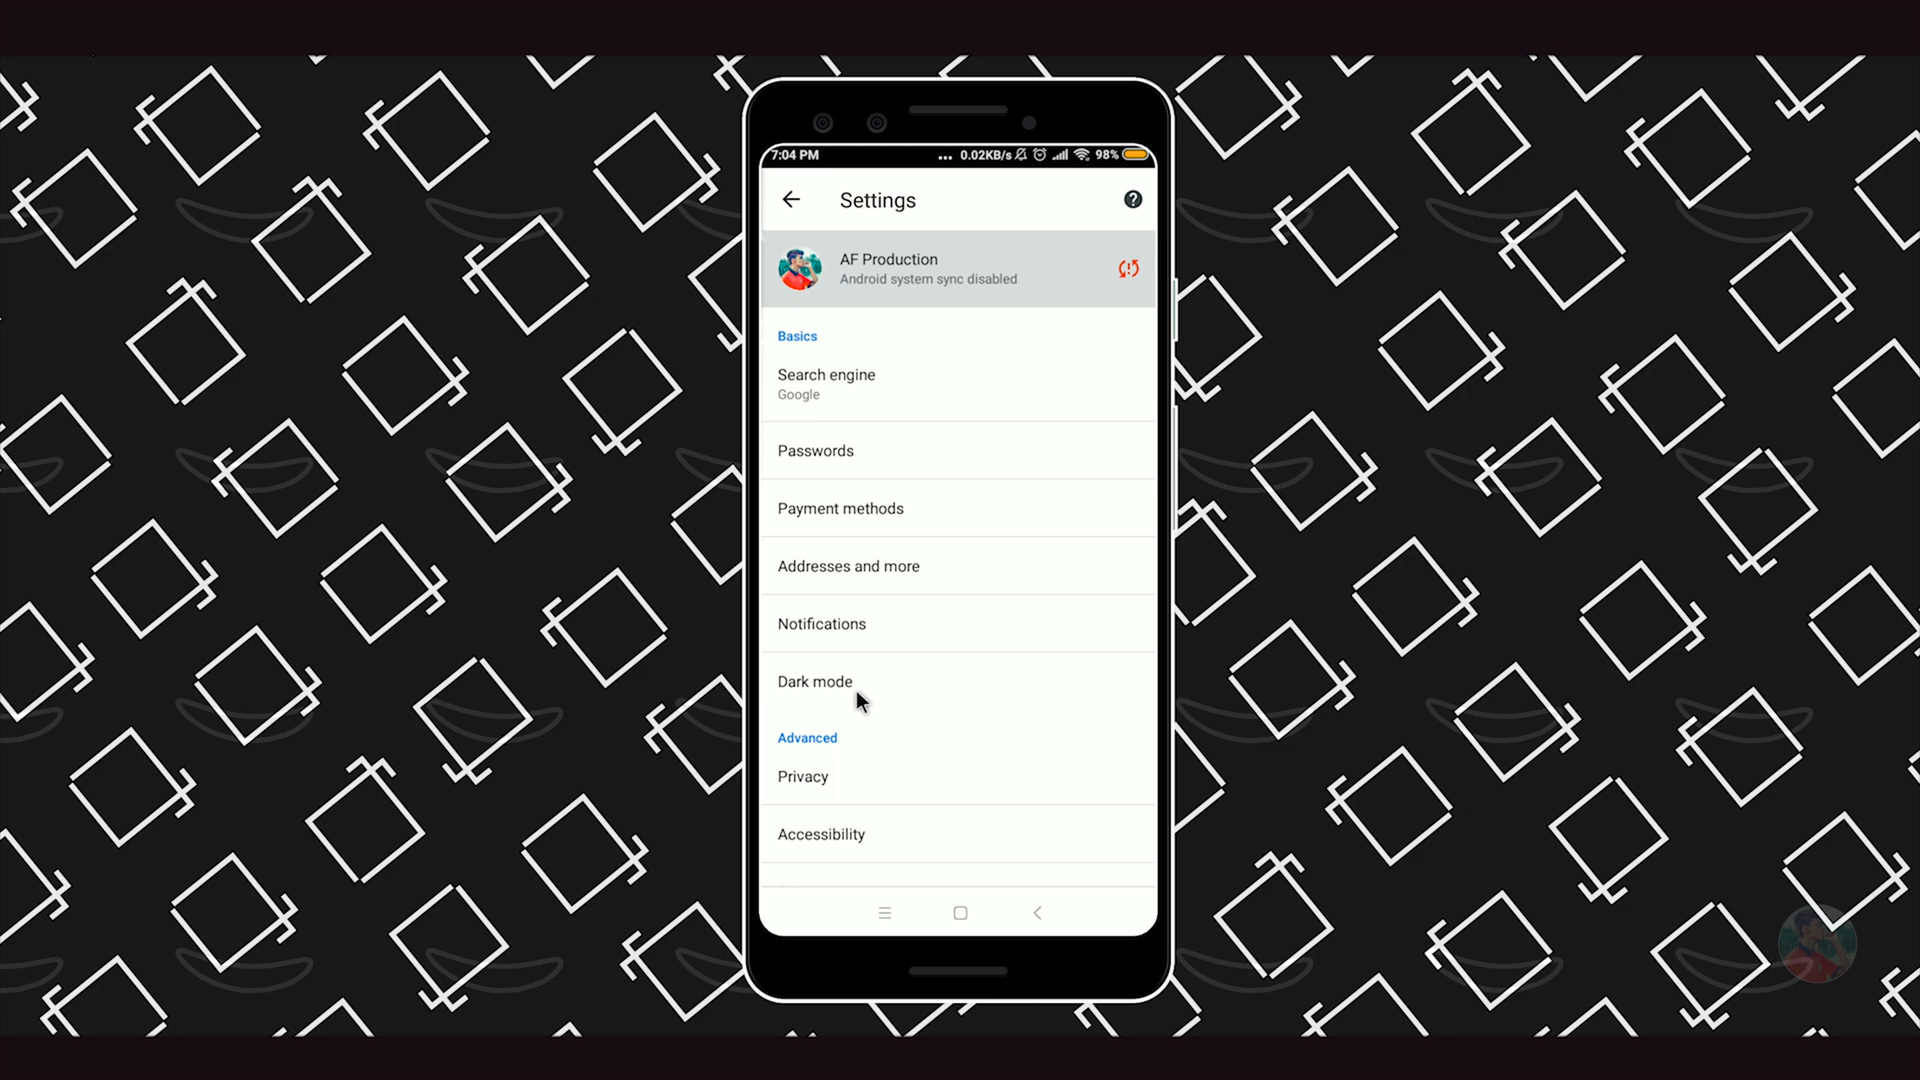 7:04 PM ... 0.02KB/s 98%
Settings
AF Production
Android system sync disabled
Basics
Search engine
Google
Passwords
Payment methods
Addresses and more
Notifications
Dark mode
Advanced
Privacy
Accessibility